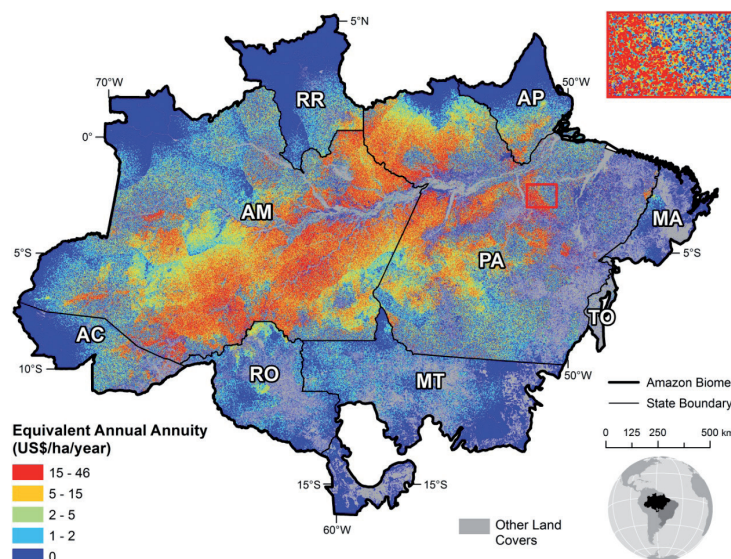 5°N
70°W
RR
AP
50°W
0°
AM
MA
5°S
PA
5°S
AC
TO
10°S
RO
MT
50°W
Amazon Biome
State Boundary
Equivalent Annual Annuity
(US$/ha/year)
0 125 250 500 km
15 - 46
5 - 15
2 - 5
1 - 2
0
15°S
15°S
60°W
Other Land
Covers